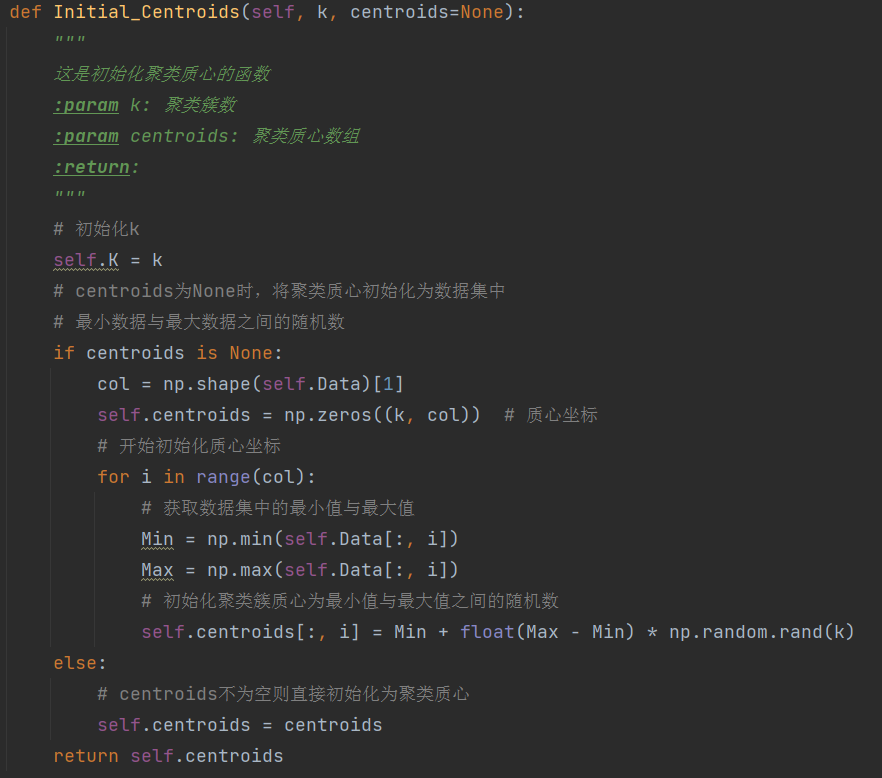 def Initial_Centroids(self, k, centroids=None):
    """
    这是初始化聚类质心的函数
    :param k: 聚类簇数
    :param centroids: 聚类质心数组
    :return:
    """
    # 初始化k
    self.K = k
    # centroids为None时，将聚类质心初始化为数据集中
    # 最小数据与最大数据之间的随机数
    if centroids is None:
        col = np.shape(self.Data)[1]
        self.centroids = np.zeros((k, col))  # 质心坐标
        # 开始初始化质心坐标
        for i in range(col):
            # 获取数据集中的最小值与最大值
            Min = np.min(self.Data[:, i])
            Max = np.max(self.Data[:, i])
            # 初始化聚类簇质心为最小值与最大值之间的随机数
            self.centroids[:, i] = Min + float(Max - Min) * np.random.rand(k)
    else:
        # centroids不为空则直接初始化为聚类质心
        self.centroids = centroids
    return self.centroids